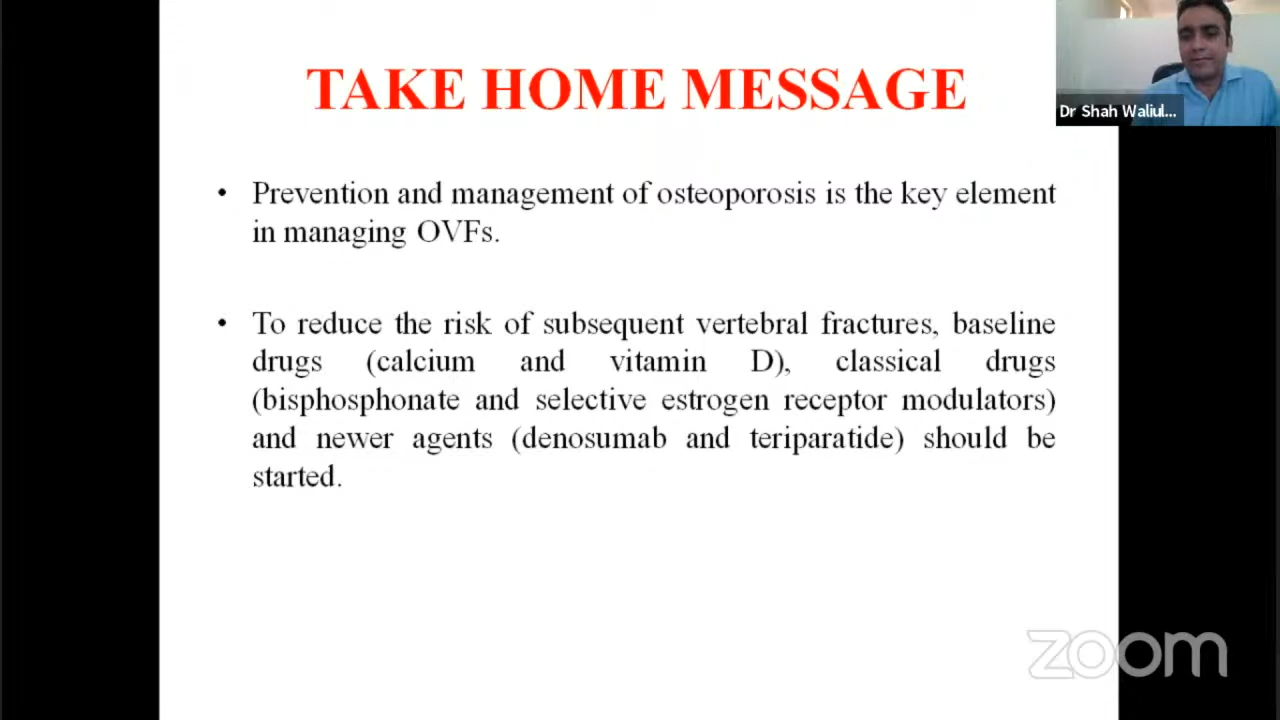 TAKE HOME MESSAGE
Dr Shah Waliul...
• Prevention and management of osteoporosis is the key element
in managing OVFs.
• To reduce the risk of subsequent vertebral fractures, baseline
drugs (calcium and vitamin D), classical drugs
(bisphosphonate and selective estrogen receptor modulators)
and newer agents (denosumab and teriparatide) should be
started.
zoom